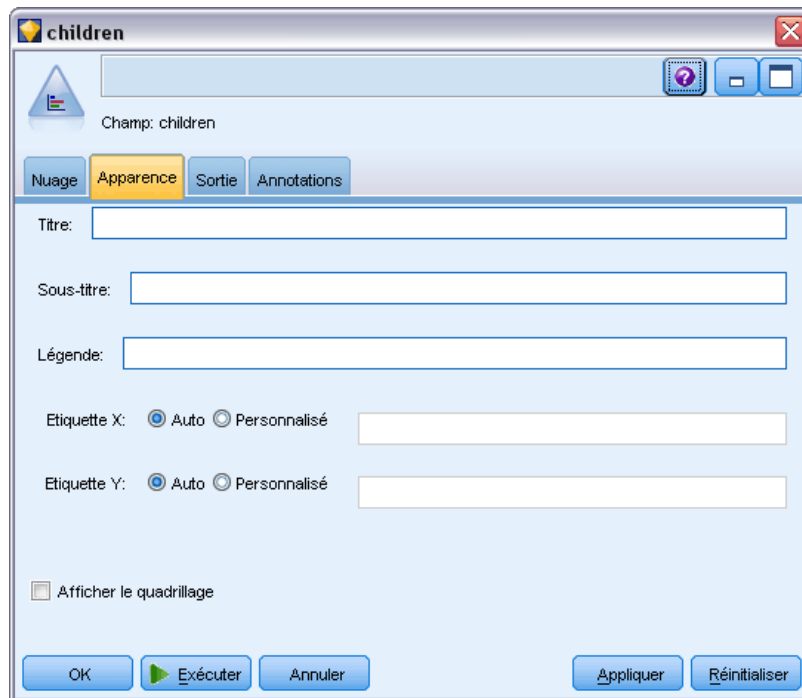 children
?
Champ: children
Nuage Apparence Sortie Annotations
Titre:
Sous-titre:
Légende:
Etiquette X: Auto Personnalisé
Etiquette Y: Auto Personnalisé
Afficher le quadrillage
OK Exécuter Annuler Appliquer Réinitialiser